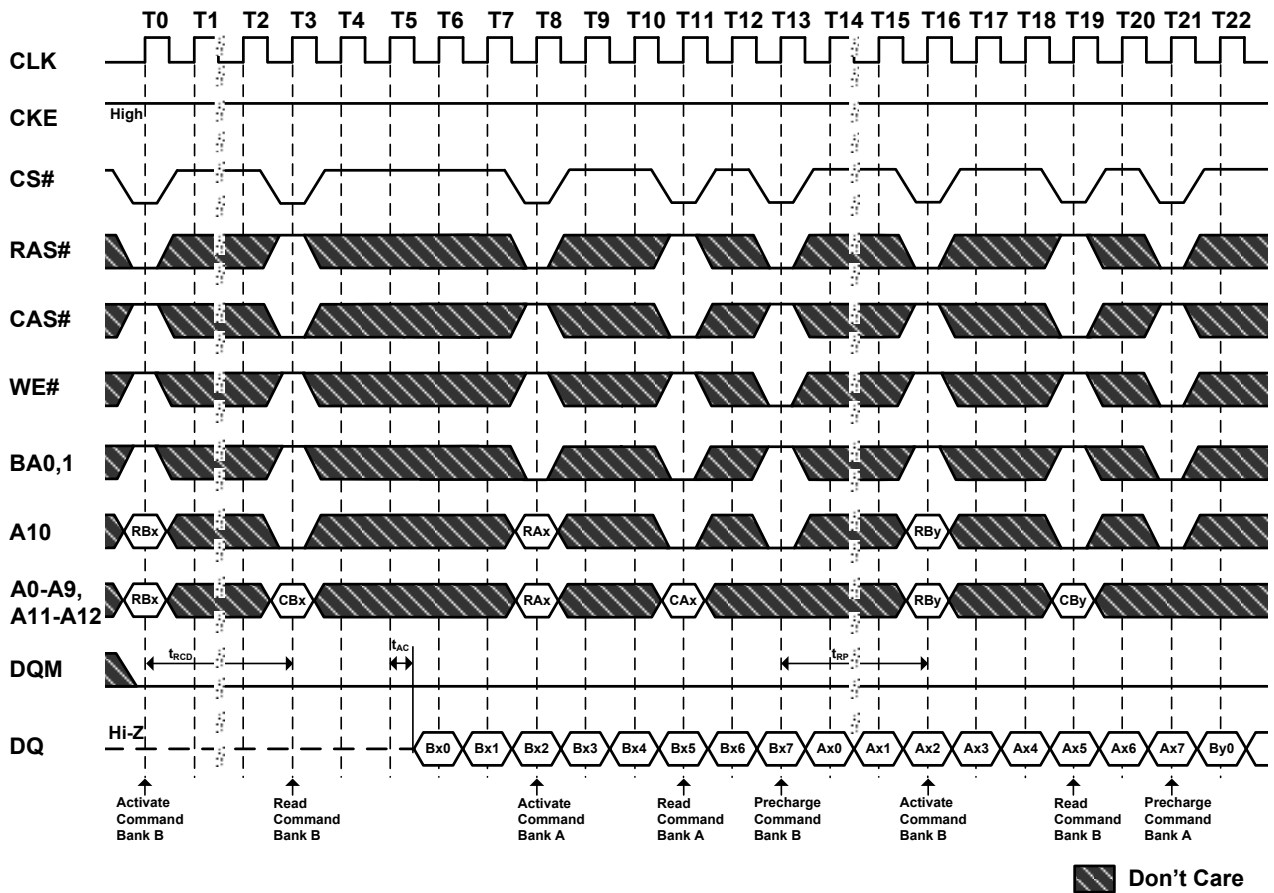 T0 T1 T2 T3 T4 T5 T6 T7 T8 T9 T10 T11 T12 T13 T14 T15 T16 T17 T18 T19 T20 T21 T22
CLK
CKE High
CS#
RAS#
CAS#
WE#
BA0,1
A10 RBx RAx RBy
A0-A9,
A11-A12 RBx CBx RAx CAx RBy CBy
DQM tRCD tAC tRP
DQ Hi-Z Bx0 Bx1 Bx2 Bx3 Bx4 Bx5 Bx6 Bx7 Ax0 Ax1 Ax2 Ax3 Ax4 Ax5 Ax6 Ax7 By0
Activate
Command
Bank B
Read
Command
Bank B
Activate
Command
Bank A
Read
Command
Bank A
Precharge
Command
Bank B
Activate
Command
Bank B
Read
Command
Bank B
Precharge
Command
Bank A
Don't Care